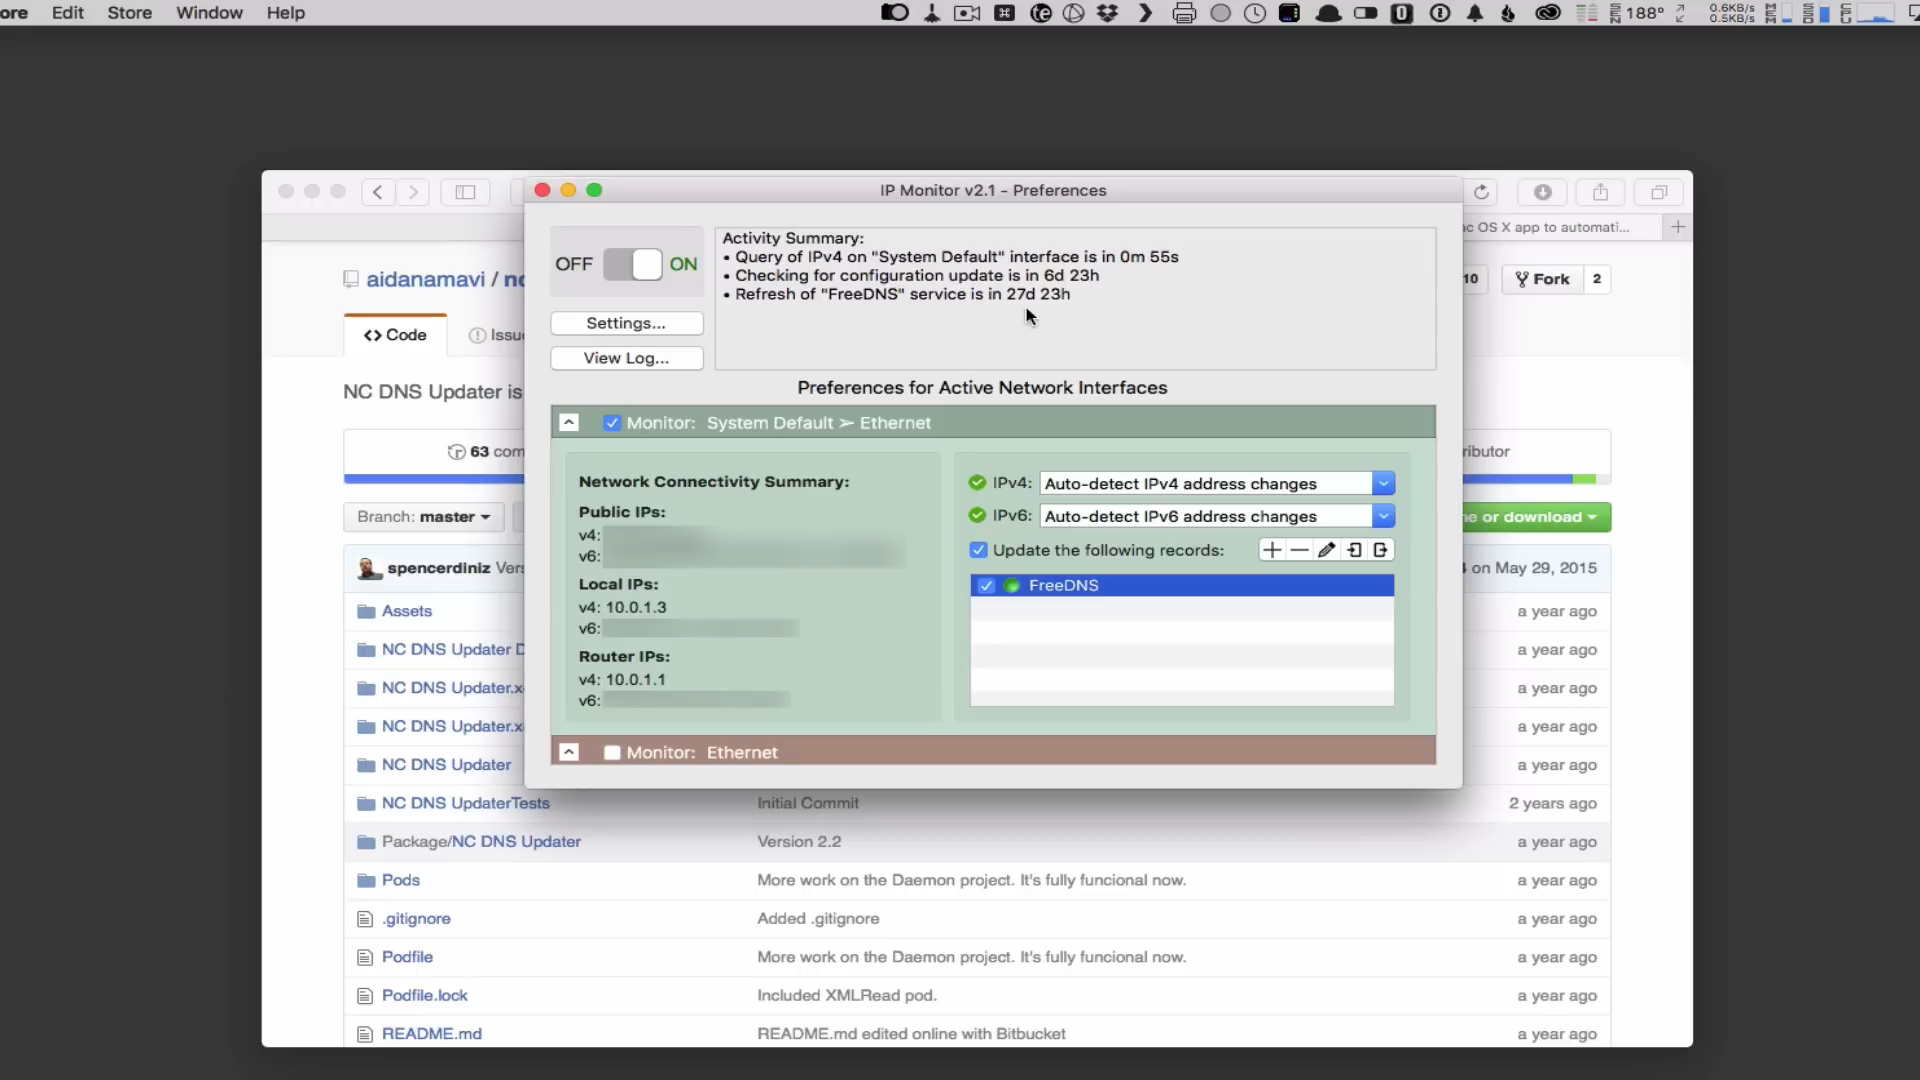 ore Edit Store Window Help
188° 0.6KB/s
0.5KB/s
IP Monitor v2.1 - Preferences
ac OS X app to automati...
OFF ON
Activity Summary:
• Query of IPv4 on "System Default" interface is in 0m 55s
• Checking for configuration update is in 6d 23h
• Refresh of "FreeDNS" service is in 27d 23h
Settings...
View Log...
aidanamavi / nc
10 Fork 2
Code Issu
Preferences for Active Network Interfaces
NC DNS Updater is
Monitor: System Default ➢ Ethernet
63 com
ributor
Network Connectivity Summary:
Public IPs:
v4:
v6:
Local IPs:
v4: 10.0.1.3
v6:
Router IPs:
v4: 10.0.1.1
v6:
IPv4: Auto-detect IPv4 address changes
IPv6: Auto-detect IPv6 address changes
Update the following records:
FreeDNS
Monitor: Ethernet
Branch: master
ne or download
spencerdiniz Vers
on May 29, 2015
Assets a year ago
NC DNS Updater D a year ago
NC DNS Updater.x a year ago
NC DNS Updater.x a year ago
NC DNS Updater a year ago
NC DNS UpdaterTests Initial Commit 2 years ago
Package/NC DNS Updater Version 2.2 a year ago
Pods More work on the Daemon project. It's fully funcional now. a year ago
.gitignore Added .gitignore a year ago
Podfile More work on the Daemon project. It's fully funcional now. a year ago
Podfile.lock Included XMLRead pod. a year ago
README.md README.md edited online with Bitbucket a year ago